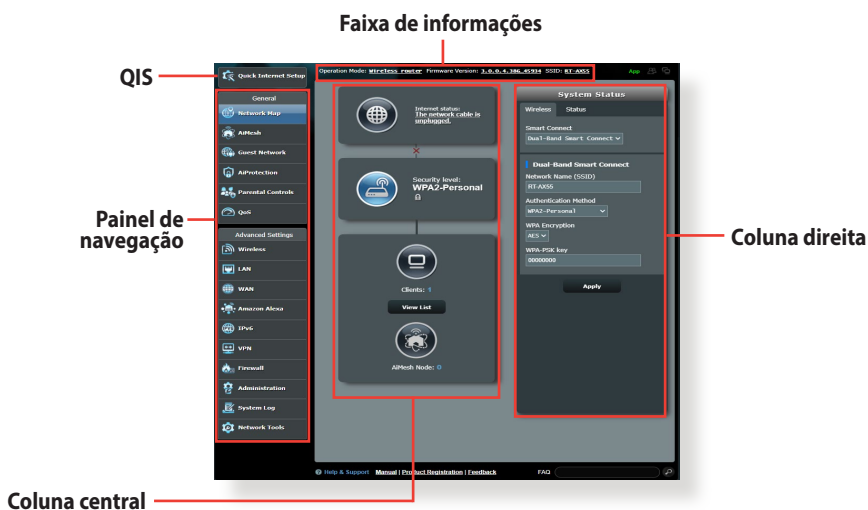 Faixa de informações
QIS
Quick Internet Setup
Operation Mode: Wireless router Firmware Version: 3.0.0.4.386_45934 SSID: RT-AX55
App
General
Network Map
AiMesh
Guest Network
AiProtection
Parental Controls
QoS
Painel de
navegação
Advanced Settings
Wireless
LAN
WAN
Amazon Alexa
IPv6
VPN
Firewall
Administration
System Log
Network Tools
Internet status:
The network cable is
unplugged.
Security level:
WPA2-Personal
Clients: 1
View List
AiMesh Node: 0
System Status
Wireless Status
Smart Connect
Dual-Band Smart Connect
Dual-Band Smart Connect
Network Name (SSID)
RT-AX55
Authentication Method
WPA2-Personal
WPA Encryption
AES
WPA-PSK key
00000000
Apply
Coluna direita
Help & Support Manual | Product Registration | Feedback FAQ
Coluna central